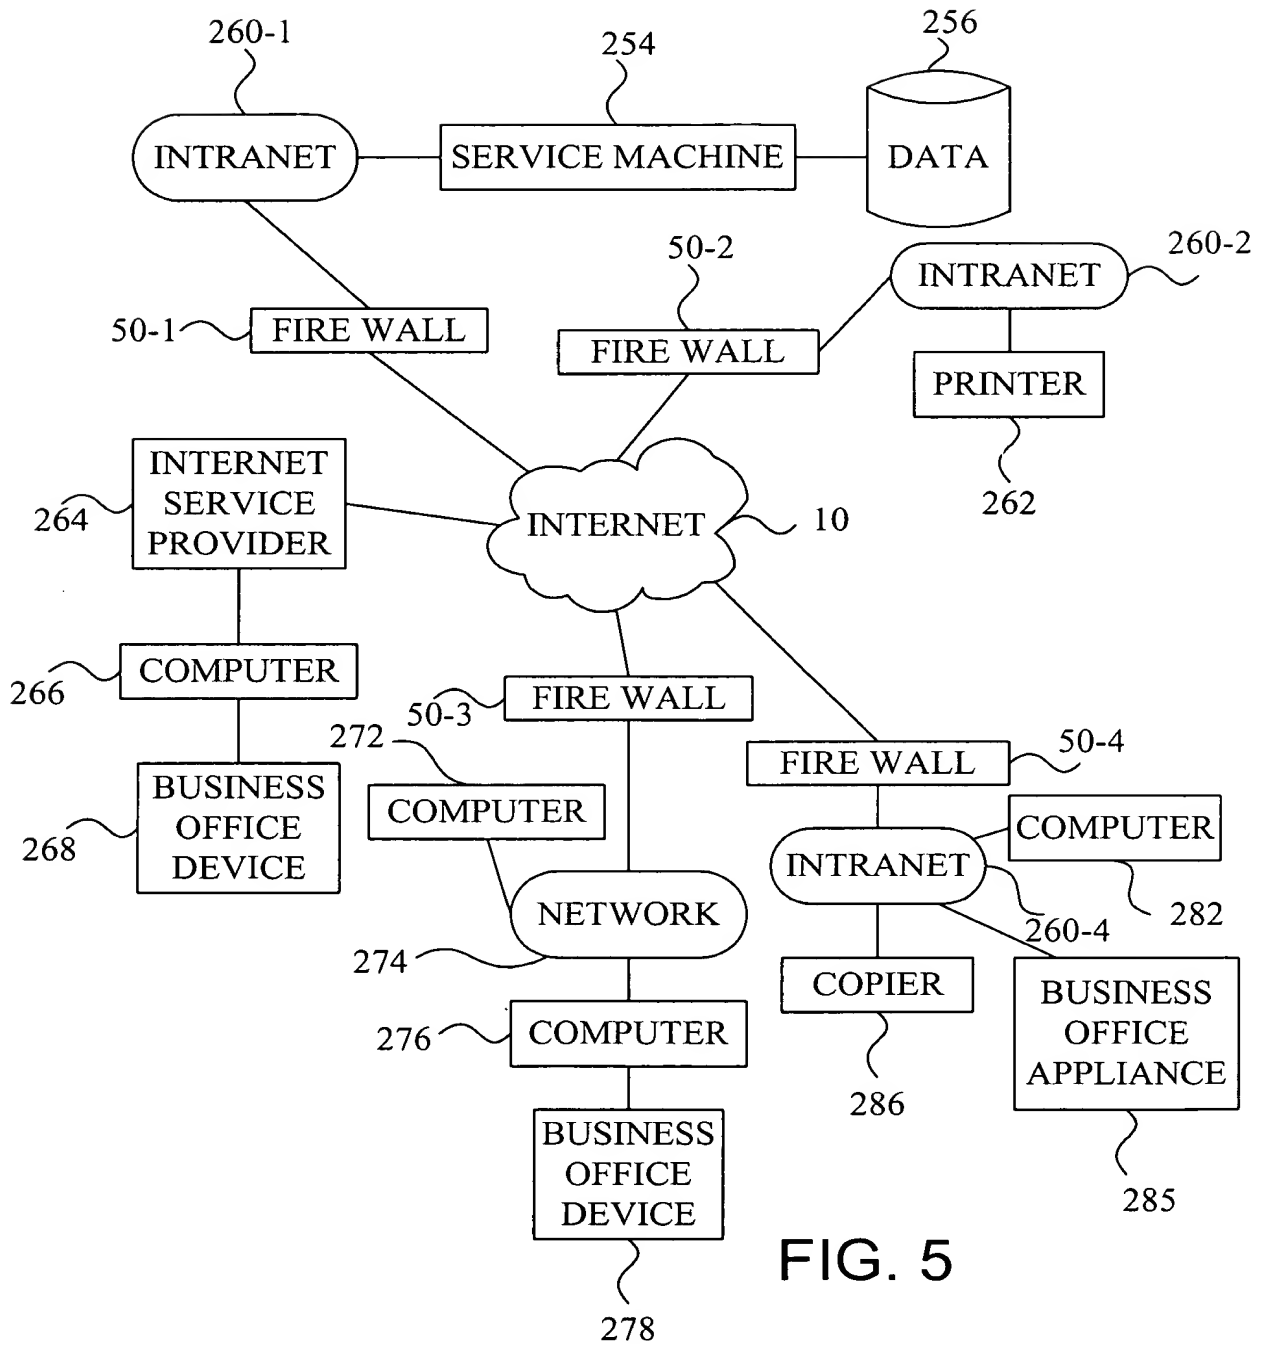 260-1
254
256
INTRANET
SERVICE MACHINE
DATA
50-2
260-2
INTRANET
50-1
FIRE WALL
FIRE WALL
PRINTER
262
264
INTERNET
SERVICE
PROVIDER
INTERNET
10
266
COMPUTER
50-3
FIRE WALL
272
50-4
FIRE WALL
268
BUSINESS
OFFICE
DEVICE
COMPUTER
COMPUTER
282
INTRANET
260-4
NETWORK
274
COPIER
286
BUSINESS
OFFICE
APPLIANCE
285
276
COMPUTER
BUSINESS
OFFICE
DEVICE
278
FIG. 5